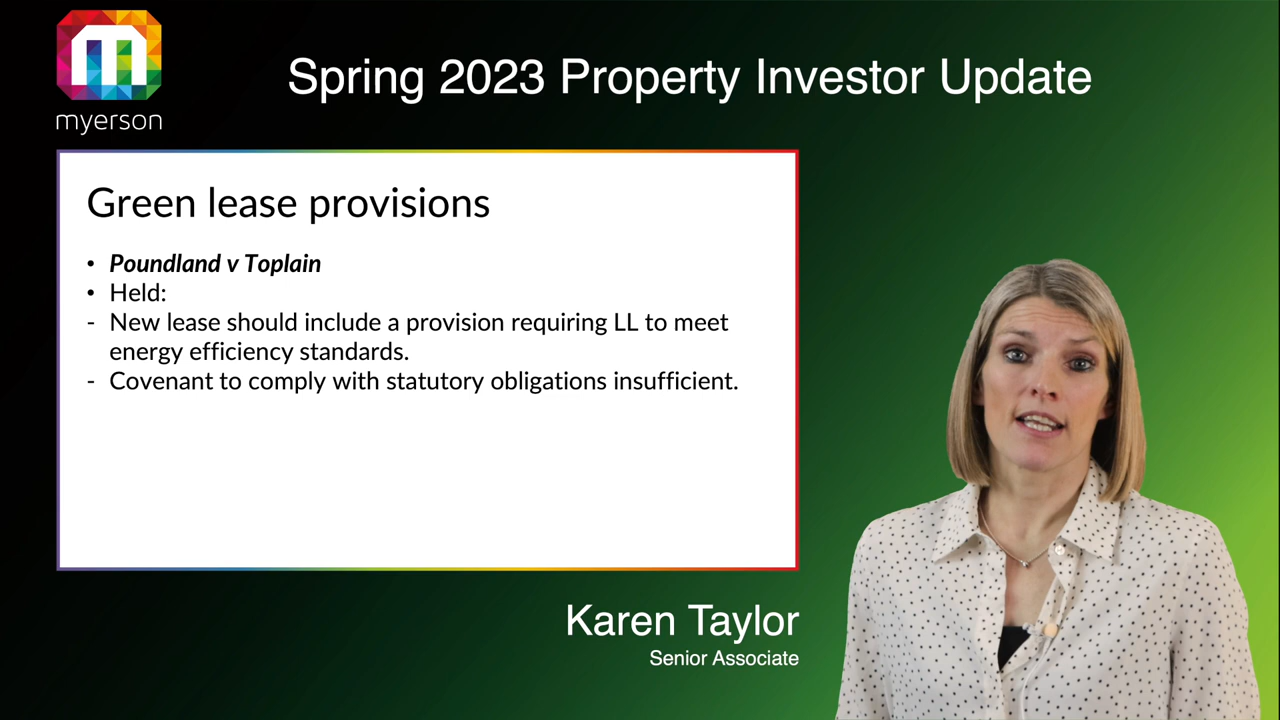 myerson
Spring 2023 Property Investor Update
Green lease provisions
• Poundland v Toplain
• Held:
- New lease should include a provision requiring LL to meet
energy efficiency standards.
- Covenant to comply with statutory obligations insufficient.
Karen Taylor
Senior Associate